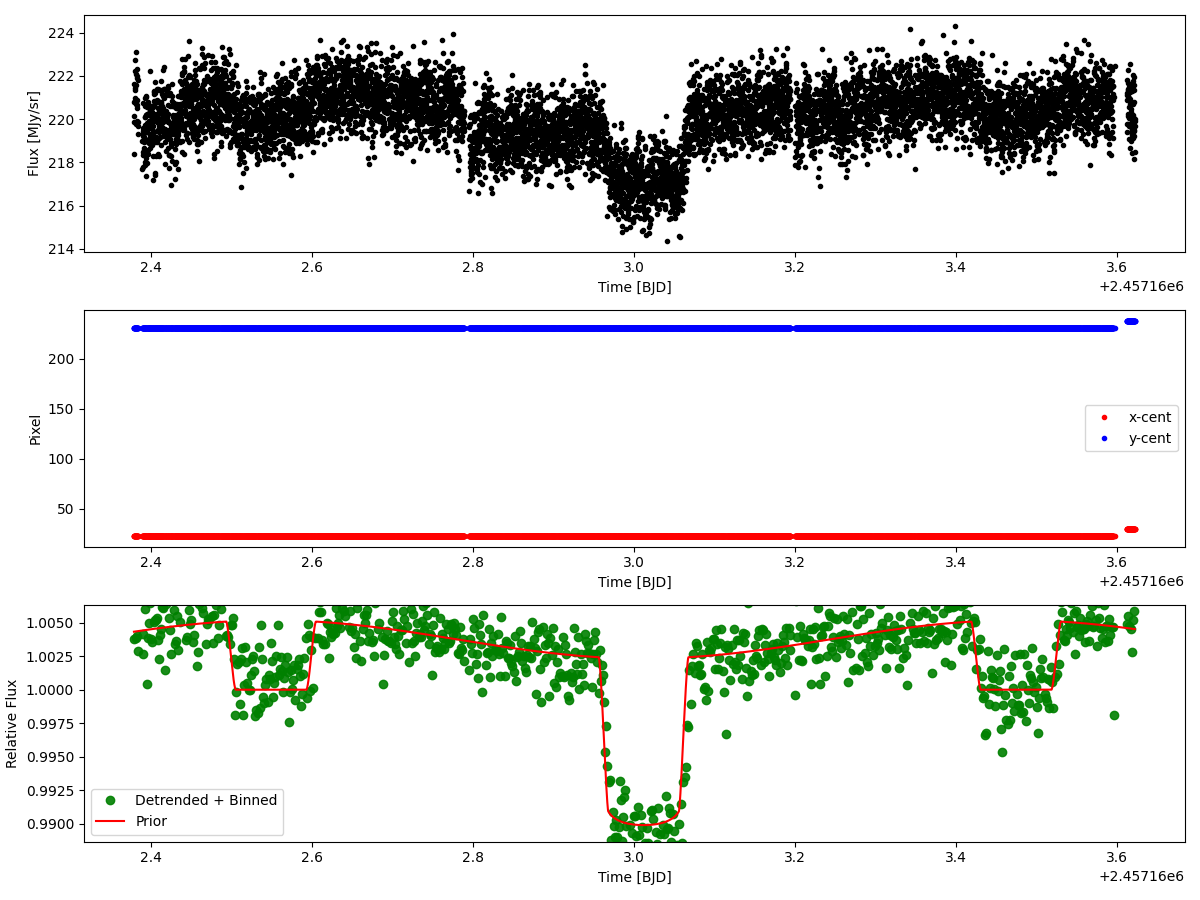 224
222
220
218
216
214
Flux [MJy/sr]
2.4 2.6 2.8 3.0 3.2 3.4 3.6
Time [BJD]
+2.45716e6
200
150
100
50
Pixel
x-cent
y-cent
2.4 2.6 2.8 3.0 3.2 3.4 3.6
Time [BJD]
+2.45716e6
1.0050
1.0025
1.0000
0.9975
0.9950
0.9925
0.9900
Relative Flux
Detrended + Binned
Prior
2.4 2.6 2.8 3.0 3.2 3.4 3.6
Time [BJD]
+2.45716e6